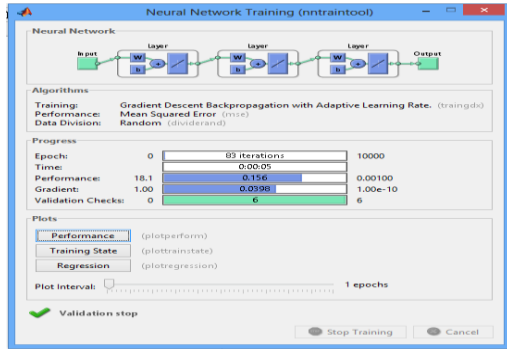 Neural Network Training (nntraintool)
Neural Network
Layer Layer Layer
Input W b + W b + W b + Output
Algorithms
Training: Gradient Descent Backpropagation with Adaptive Learning Rate. (traingdx)
Performance: Mean Squared Error (mse)
Data Division: Random (dividerand)
Progress
Epoch: 0 83 iterations 10000
Time: 0:00:05
Performance: 18.1 0.156 0.00100
Gradient: 1.00 0.0398 1.00e-10
Validation Checks: 0 6 6
Plots
Performance (plotperform)
Training State (plottrainstate)
Regression (plotregression)
Plot Interval: 1 epochs
Validation stop
Stop Training Cancel